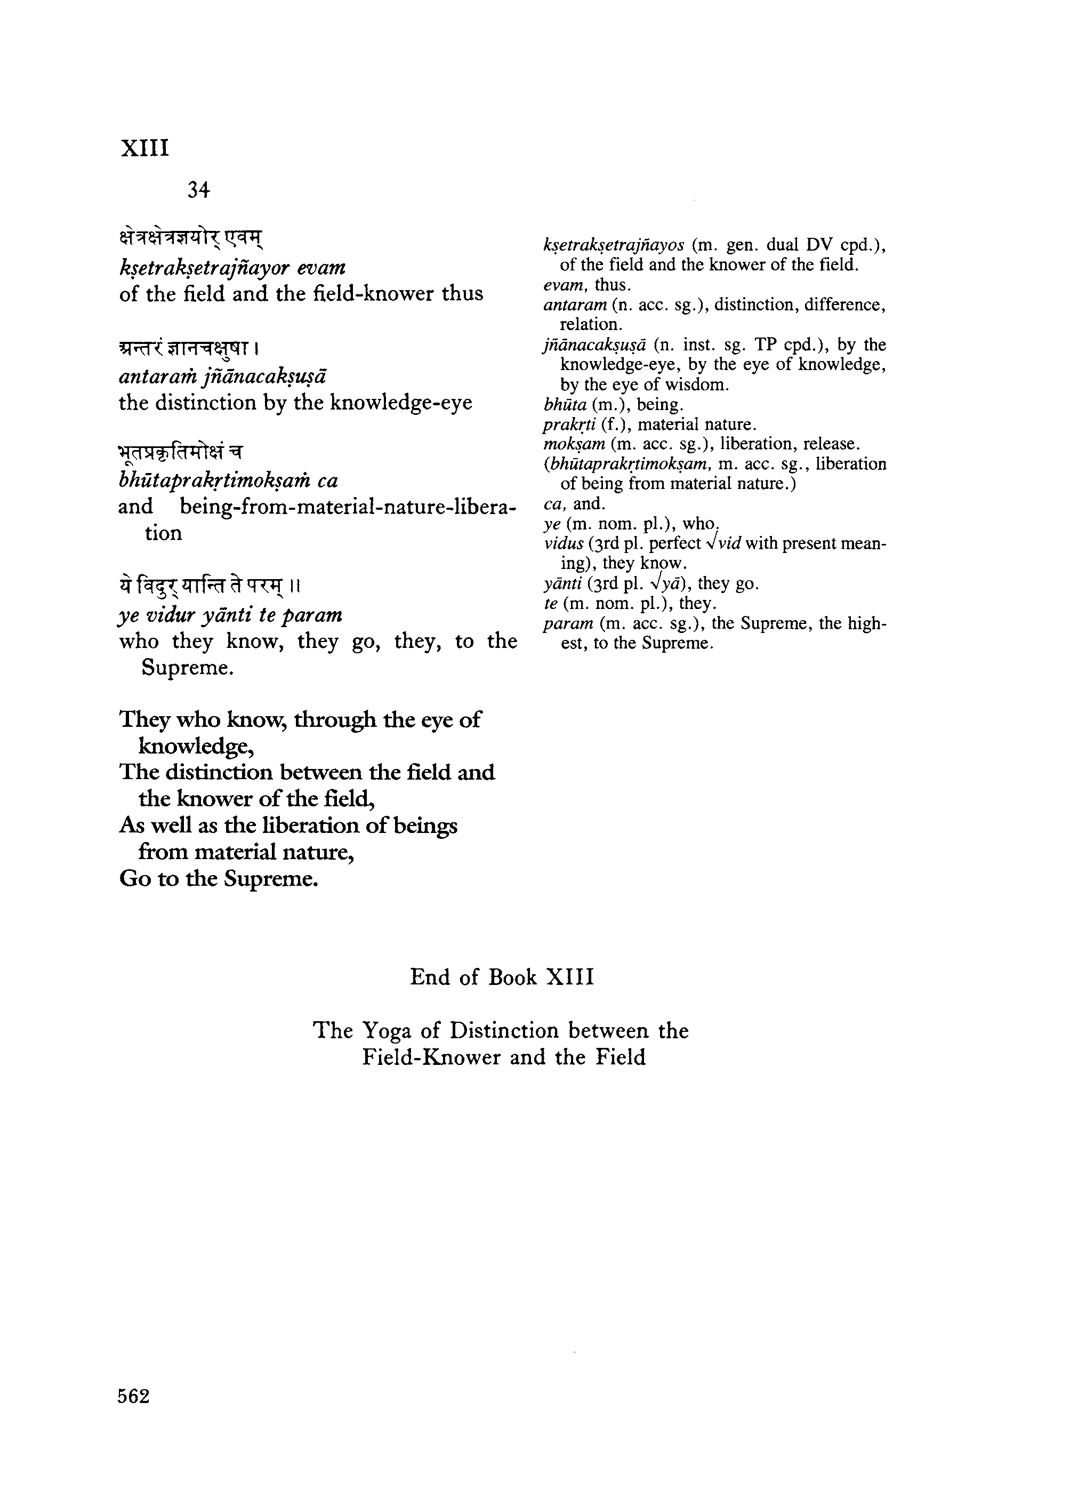 XIII
34
क्षेत्रक्षेत्रज्ञयोर् एवम्
kṣetrakṣetrajñayor evam
of the field and the field-knower thus
अन्तरं ज्ञानचक्षुषा ।
antaraṁ jñānacakṣuṣā
the distinction by the knowledge-eye
भूतप्रकृतिमोक्षं च
bhūtaprakṛtimokṣaṁ ca
and being-from-material-nature-libera-
tion
ये विदुर् यान्ति ते परम् ॥
ye vidur yānti te param
who they know, they go, they, to the
Supreme.
They who know, through the eye of
knowledge,
The distinction between the field and
the knower of the field,
As well as the liberation of beings
from material nature,
Go to the Supreme.
kṣetrakṣetrajñayos (m. gen. dual DV cpd.),
of the field and the knower of the field.
evam, thus.
antaram (n. acc. sg.), distinction, difference,
relation.
jñānacakṣuṣā (n. inst. sg. TP cpd.), by the
knowledge-eye, by the eye of knowledge,
by the eye of wisdom.
bhūta (m.), being.
prakṛti (f.), material nature.
mokṣam (m. acc. sg.), liberation, release.
(bhūtaprakṛtimokṣam, m. acc. sg., liberation
of being from material nature.)
ca, and.
ye (m. nom. pl.), who.
vidus (3rd pl. perfect √vid with present mean-
ing), they know.
yānti (3rd pl. √yā), they go.
te (m. nom. pl.), they.
param (m. acc. sg.), the Supreme, the high-
est, to the Supreme.
End of Book XIII
The Yoga of Distinction between the
Field-Knower and the Field
562